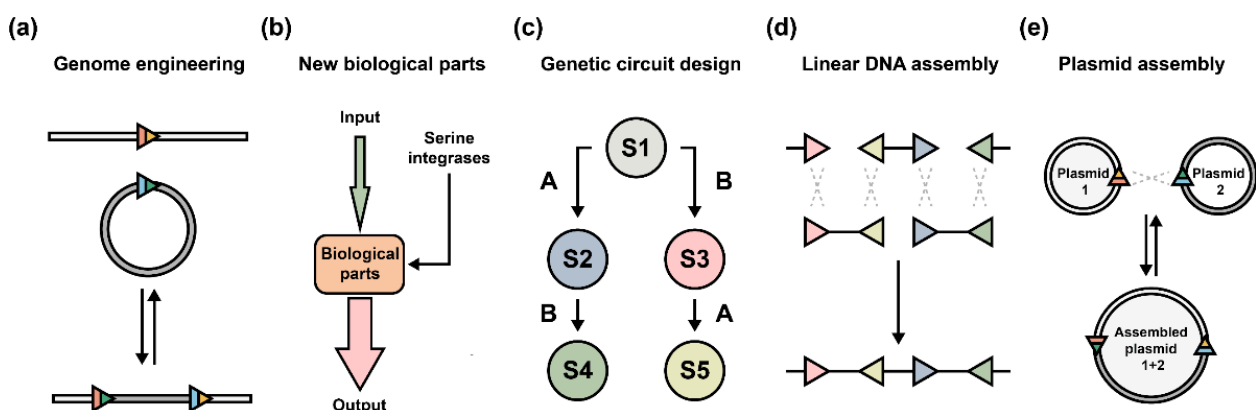 (a)
Genome engineering
(b)
New biological parts
Input
Serine
integrases
Biological
parts
Output
(c)
Genetic circuit design
S1
A
B
S2
S3
B
A
S4
S5
(d)
Linear DNA assembly
(e)
Plasmid assembly
Plasmid
1
Plasmid
2
Assembled
plasmid
1+2